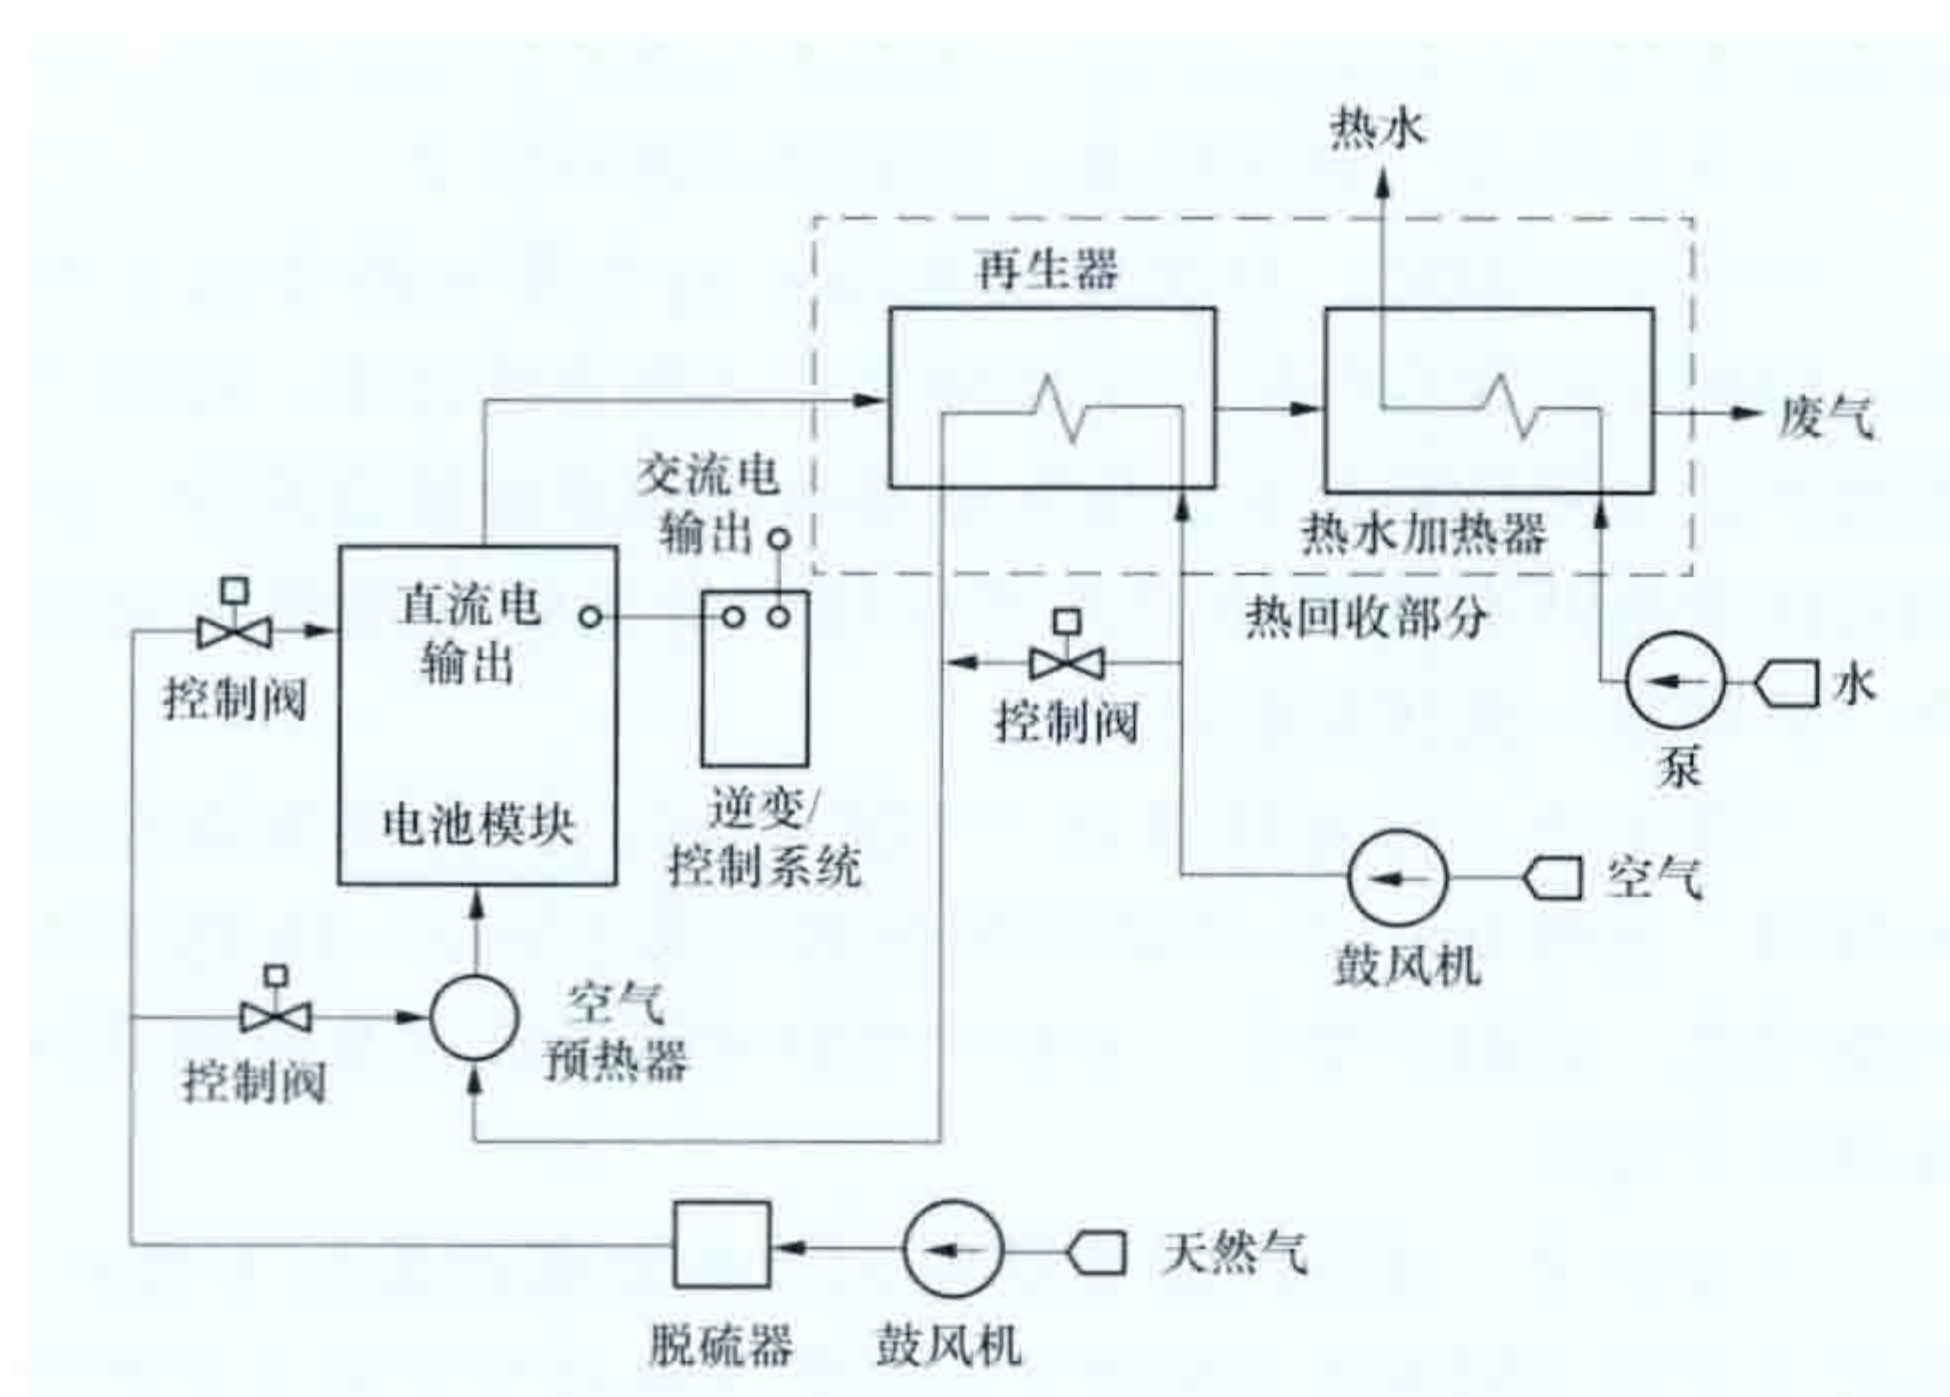 热水
再生器
废气
交流电
输出
热水加热器
直流电
输出
热回收部分
控制阀
控制阀
水
泵
电池模块
逆变/
控制系统
空气
鼓风机
空气
预热器
控制阀
天然气
脱硫器
鼓风机